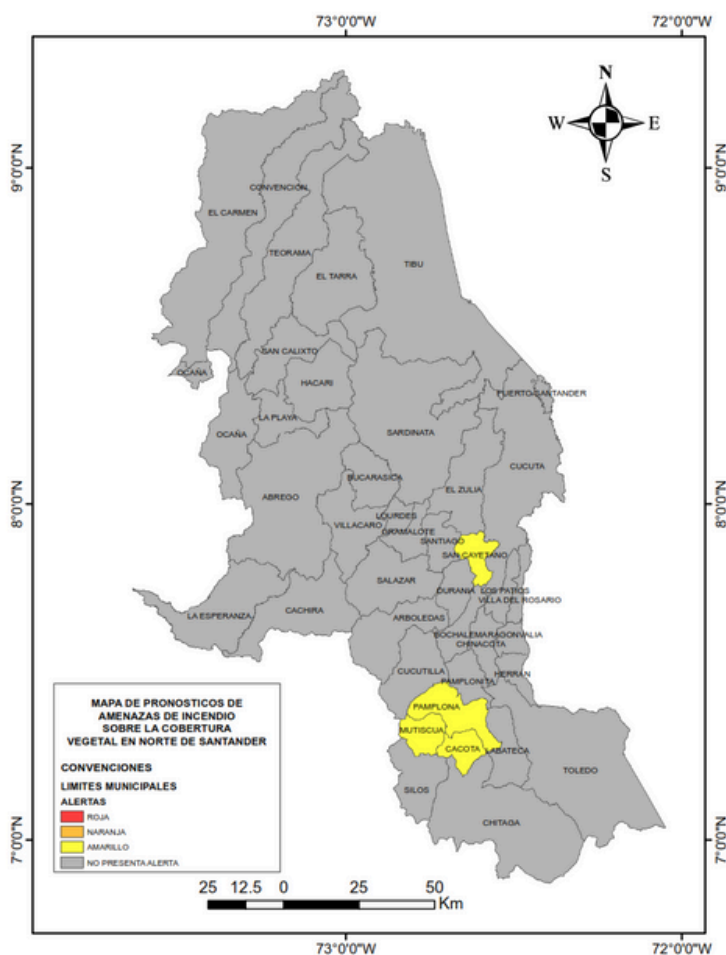 73°0'0"W
72°0'0"W
N
W
E
S
9°0'0"N
9°0'0"N
CONVENCIÓN
EL CARMEN
TEORAMA
TIBU
EL TARRA
SAN CALIXTO
OCAÑA
HACARI
PUERTO SANTANDER
LA PLAYA
OCAÑA
SARDINATA
CUCUTA
BUCARASICA
EL ZULIA
ABREGO
8°0'0"N
8°0'0"N
LOURDES
VILLACARO
GRAMALOTE
SANTIAGO
SAN CAYETANO
SALAZAR
DURANIA
LOS PATIOS
VILLA DEL ROSARIO
CACHIRA
LA ESPERANZA
ARBOLEDAS
BOCHALEMA
RAGONVALIA
CHINACOTA
CUCUTILLA
HERRAN
PAMPLONITA
PAMPLONA
MUTISCUA
CACOTA
LABATECA
TOLEDO
SILOS
CHITAGA
MAPA DE PRONOSTICOS DE
AMENAZAS DE INCENDIO
SOBRE LA COBERTURA
VEGETAL EN NORTE DE SANTANDER
CONVENCIONES
LIMITES MUNICIPALES
ALERTAS
ROJA
NARANJA
AMARILLO
NO PRESENTA ALERTA
7°0'0"N
7°0'0"N
25 12.5 0 25 50
Km
73°0'0"W
72°0'0"W